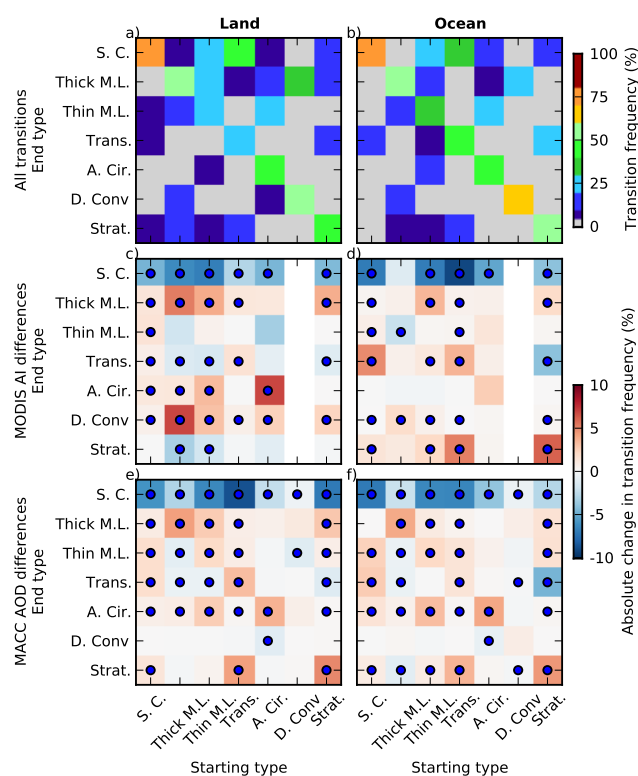 Land
Ocean
a)
b)
S. C.
Thick M.L.
Thin M.L.
Trans.
A. Cir.
D. Conv
Strat.
All transitions
End type
100
75
50
25
0
Transition frequency (%)
c)
d)
S. C.
Thick M.L.
Thin M.L.
Trans.
A. Cir.
D. Conv
Strat.
MODIS AI differences
End type
e)
f)
S. C.
Thick M.L.
Thin M.L.
Trans.
A. Cir.
D. Conv
Strat.
MACC AOD differences
End type
10
5
0
-5
-10
Absolute change in transition frequency (%)
S. C.
Thick M.L.
Thin M.L.
Trans.
A. Cir.
D. Conv
Strat.
S. C.
Thick M.L.
Thin M.L.
Trans.
A. Cir.
D. Conv
Strat.
Starting type
Starting type